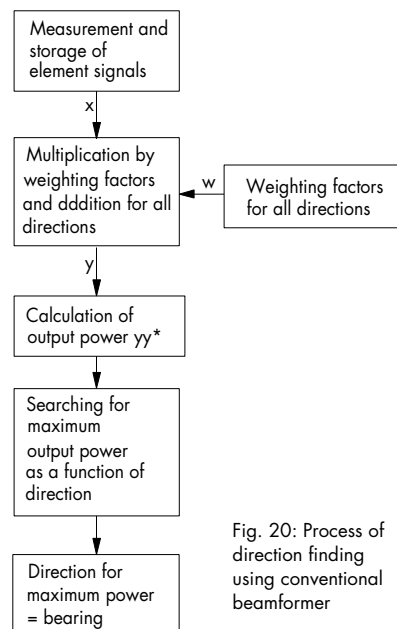 Measurement and
storage of
element signals
x
Multiplication by
weighting factors
and dddition for all
directions
w
Weighting factors
for all directions
y
Calculation of
output power yy*
Searching for
maximum
output power
as a function of
direction
Direction for
maximum power
= bearing
Fig. 20: Process of
direction finding
using conventional
beamformer